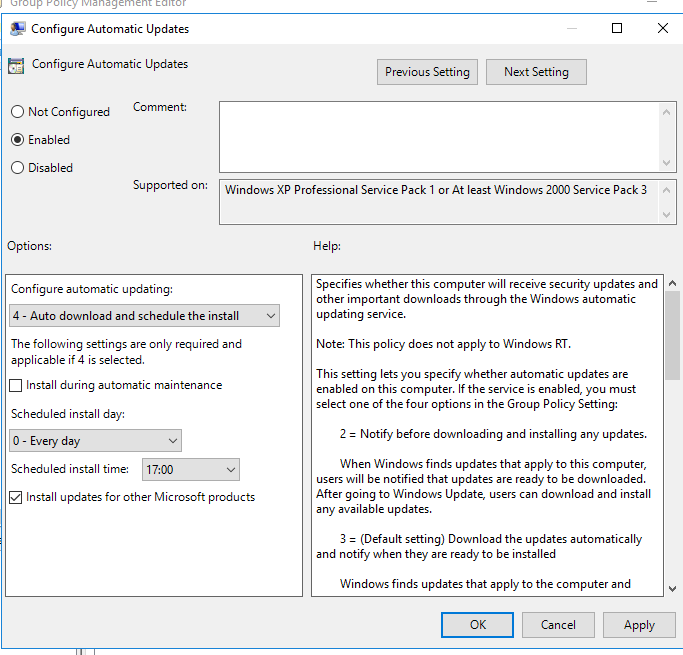 Group Policy Management Editor
Configure Automatic Updates
Configure Automatic Updates
Previous Setting
Next Setting
Not Configured
Comment:
Enabled
Disabled
Supported on:
Windows XP Professional Service Pack 1 or At least Windows 2000 Service Pack 3
Options:
Help:
Configure automatic updating:
4 - Auto download and schedule the install
The following settings are only required and
applicable if 4 is selected.
Install during automatic maintenance
Scheduled install day:
0 - Every day
Scheduled install time:
17:00
Install updates for other Microsoft products
Specifies whether this computer will receive security updates and
other important downloads through the Windows automatic
updating service.
Note: This policy does not apply to Windows RT.
This setting lets you specify whether automatic updates are
enabled on this computer. If the service is enabled, you must
select one of the four options in the Group Policy Setting:
2 = Notify before downloading and installing any updates.
When Windows finds updates that apply to this computer,
users will be notified that updates are ready to be downloaded.
After going to Windows Update, users can download and install
any available updates.
3 = (Default setting) Download the updates automatically
and notify when they are ready to be installed
Windows finds updates that apply to the computer and
OK
Cancel
Apply